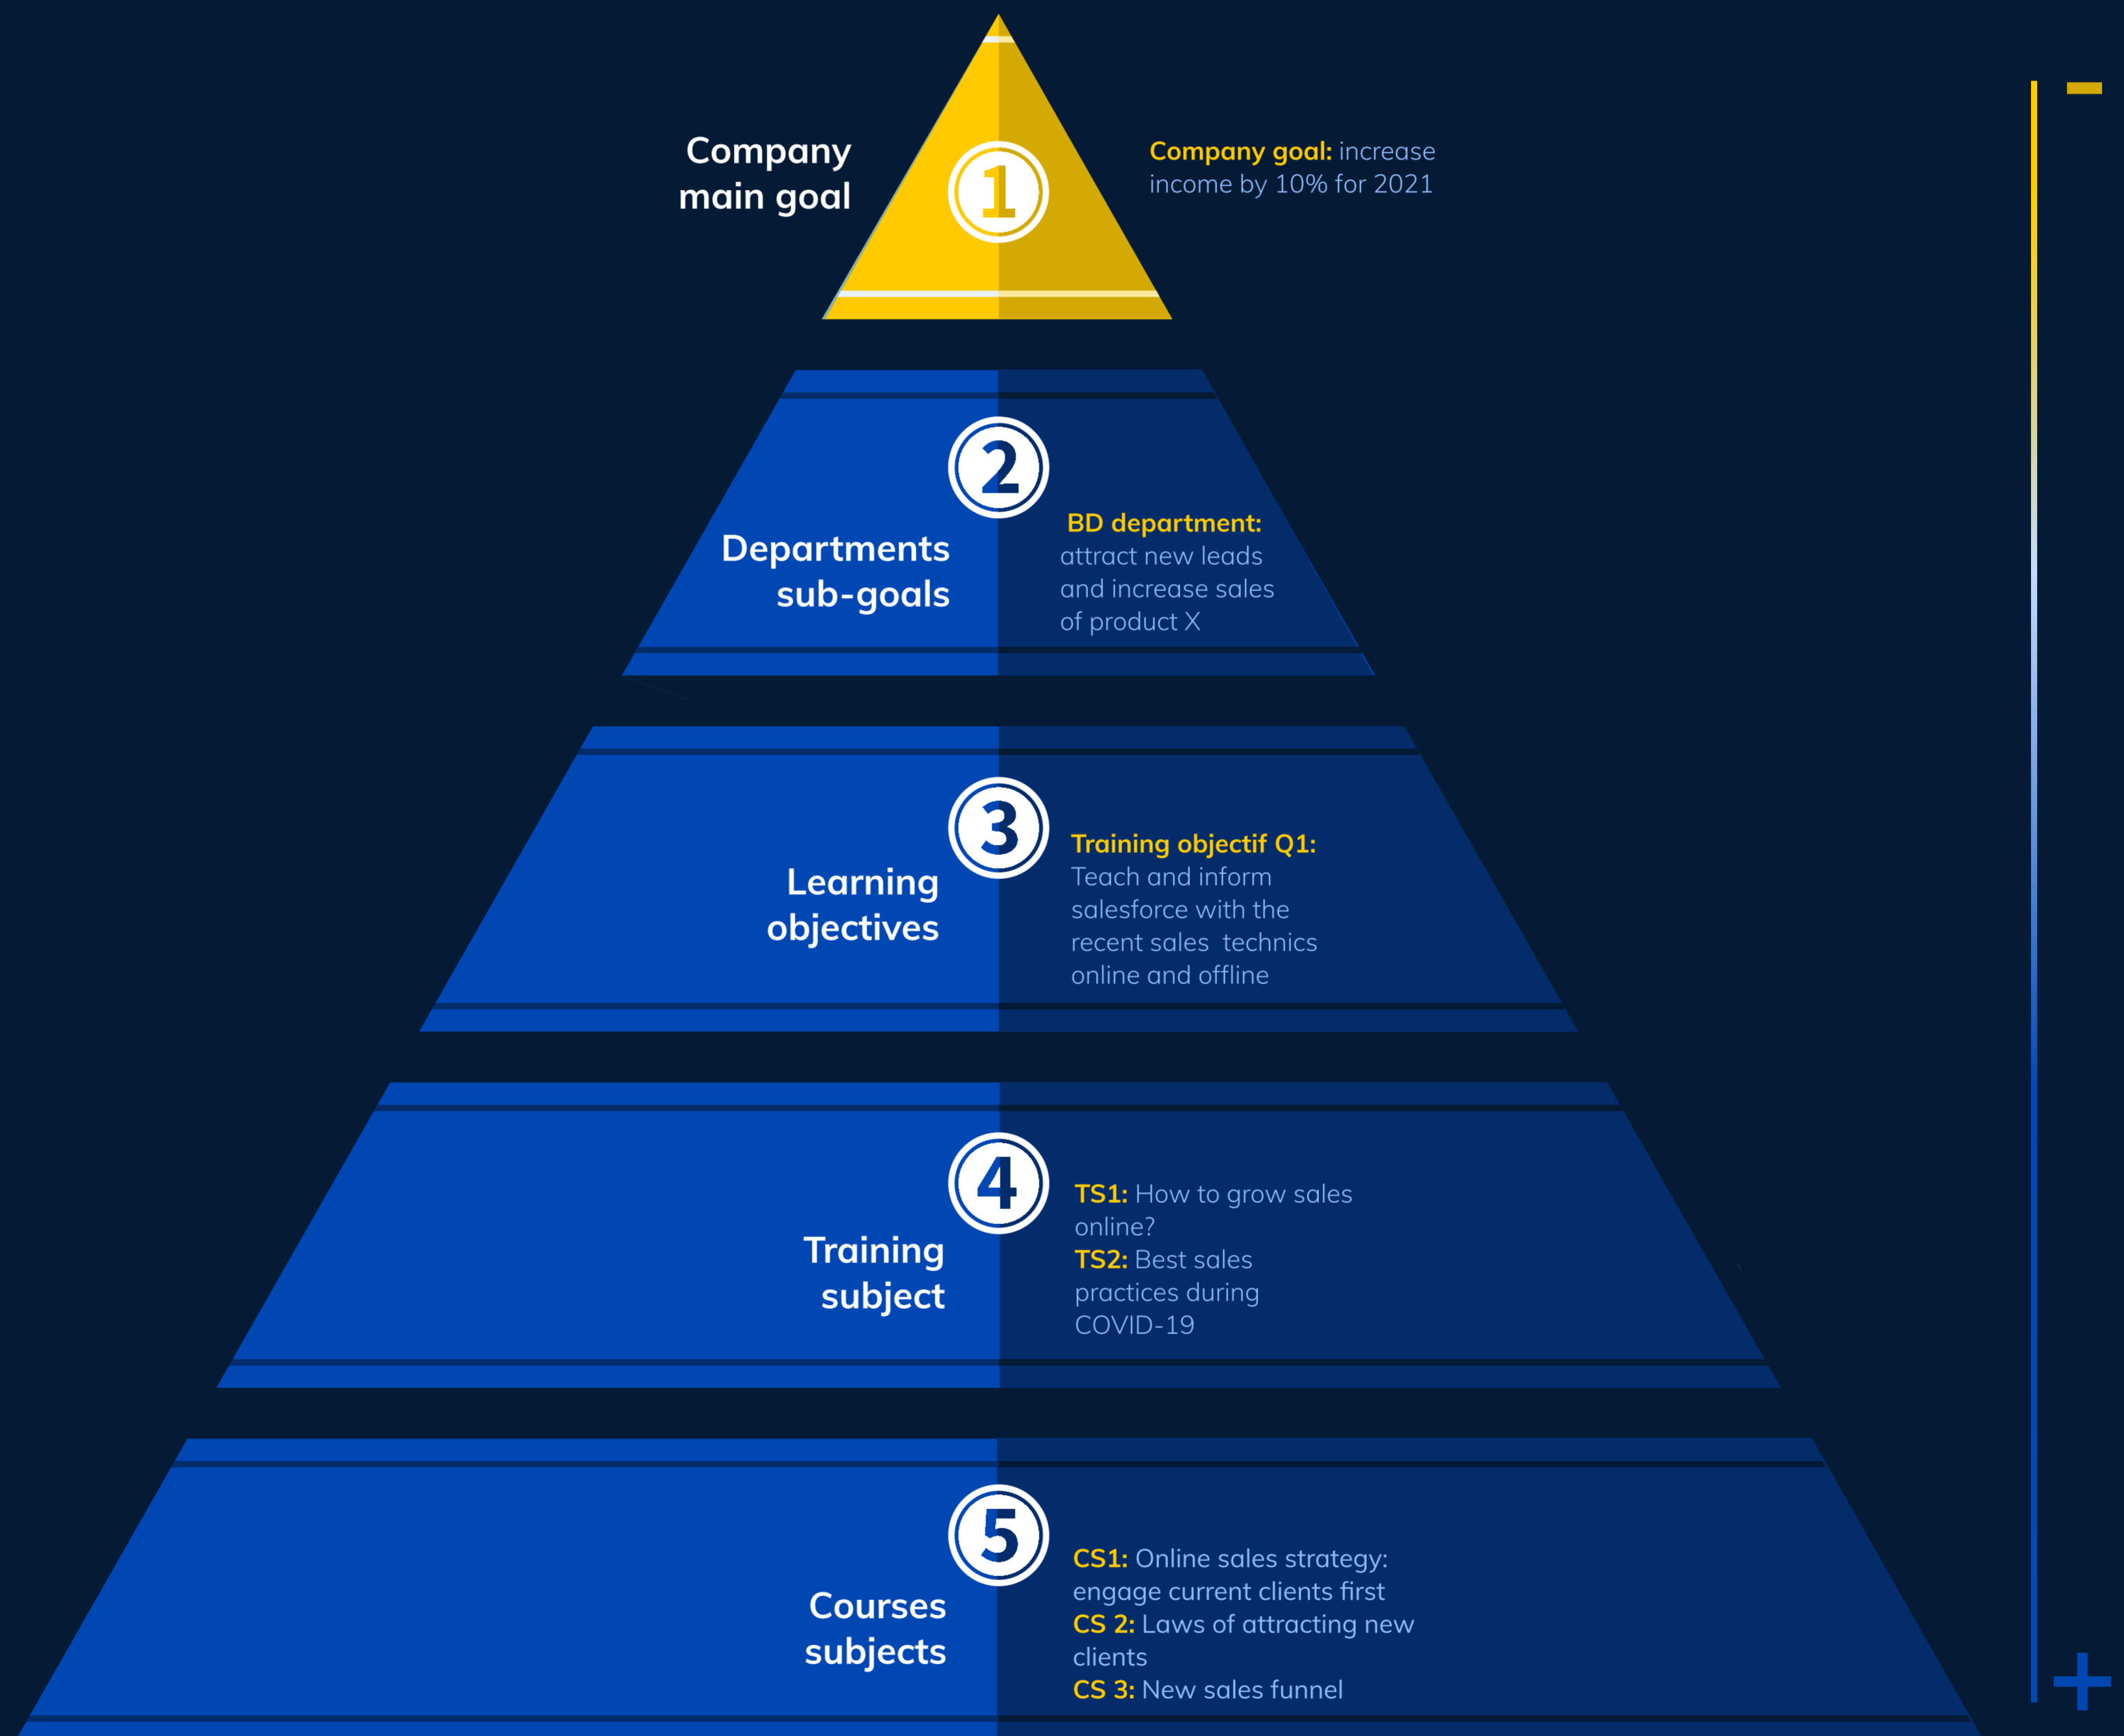 Company
main goal
1
Company goal: increase
income by 10% for 2021
2
Departments
sub-goals
BD department:
attract new leads
and increase sales
of product X
3
Learning
objectives
Training objectif Q1:
Teach and inform
salesforce with the
recent sales  technics
online and offline
4
Training
subject
TS1: How to grow sales
online?
TS2: Best sales
practices during
COVID-19
5
Courses
subjects
CS1: Online sales strategy:
engage current clients first
CS 2: Laws of attracting new
clients
CS 3: New sales funnel
-
+